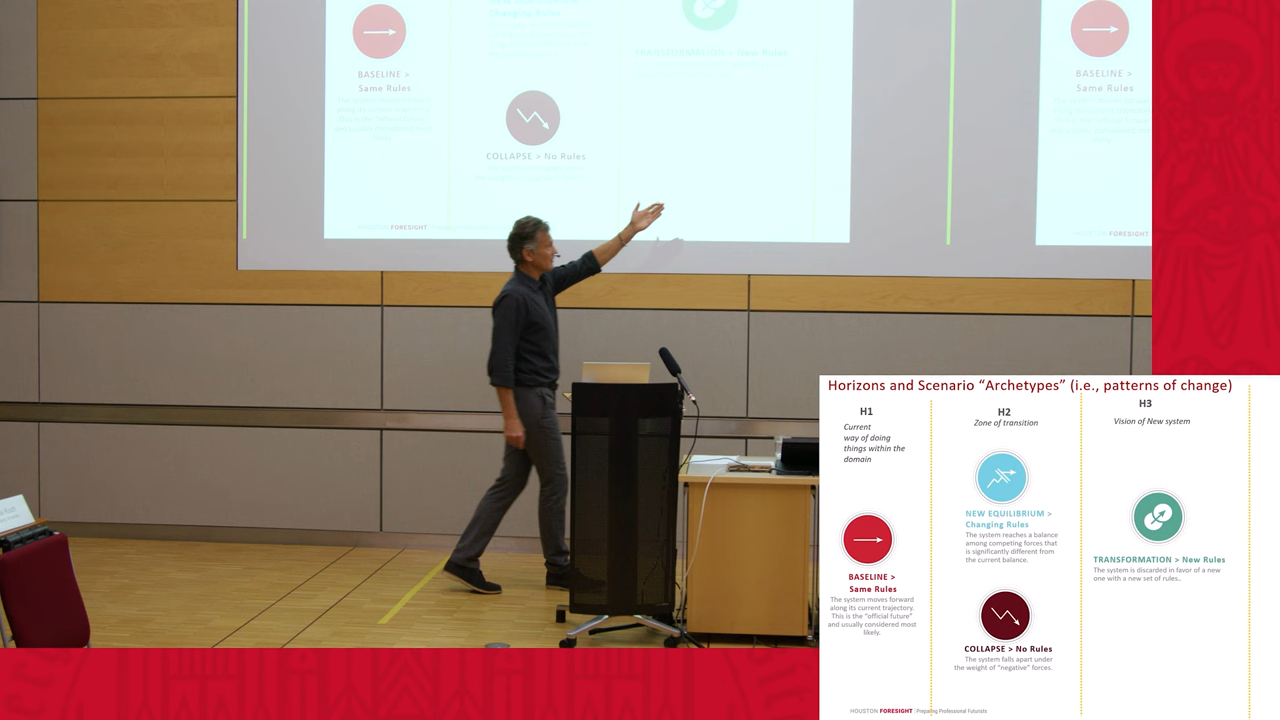 BASELINE >
Same Rules
COLLAPSE > No Rules
TRANSFORMATION > New Rules
HOUSTON FORESIGHT
BASELINE >
Same Rules
HOUSTON FORESIGHT
Horizons and Scenario “Archetypes” (i.e., patterns of change)
H1
Current
way of doing
things within the
domain
BASELINE >
Same Rules
The system moves forward
along its current trajectory.
This is the “official future”
and usually considered most
likely.
H2
Zone of transition
NEW EQUILIBRIUM >
Changing Rules
The system reaches a balance
among competing forces that
is significantly different from
the current balance.
COLLAPSE > No Rules
The system falls apart under
the weight of “negative” forces.
H3
Vision of New system
TRANSFORMATION > New Rules
The system is discarded in favor of a new
one with a new set of rules..
HOUSTON FORESIGHT | Preparing Professional Futurists